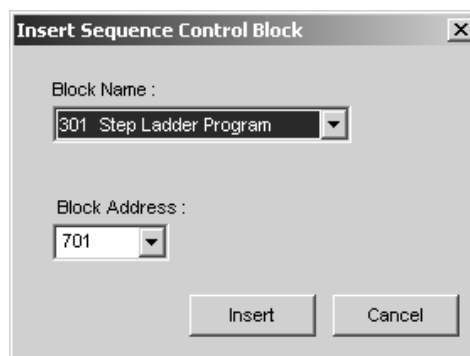 Insert Sequence Control Block
Block Name :
301 Step Ladder Program
Block Address :
701
Insert Cancel